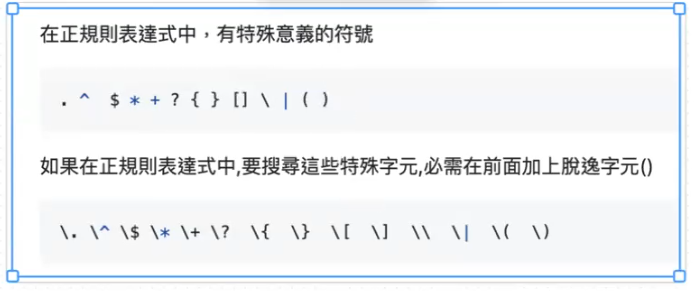 在正規則表達式中，有特殊意義的符號
. ^  $ * + ? { } [] \ | ( )
如果在正規則表達式中,要搜尋這些特殊字元,必需在前面加上脫逸字元()
\. \^ \$ \* \+ \?  \{  \}  \[  \]  \\  \|  \(  \)